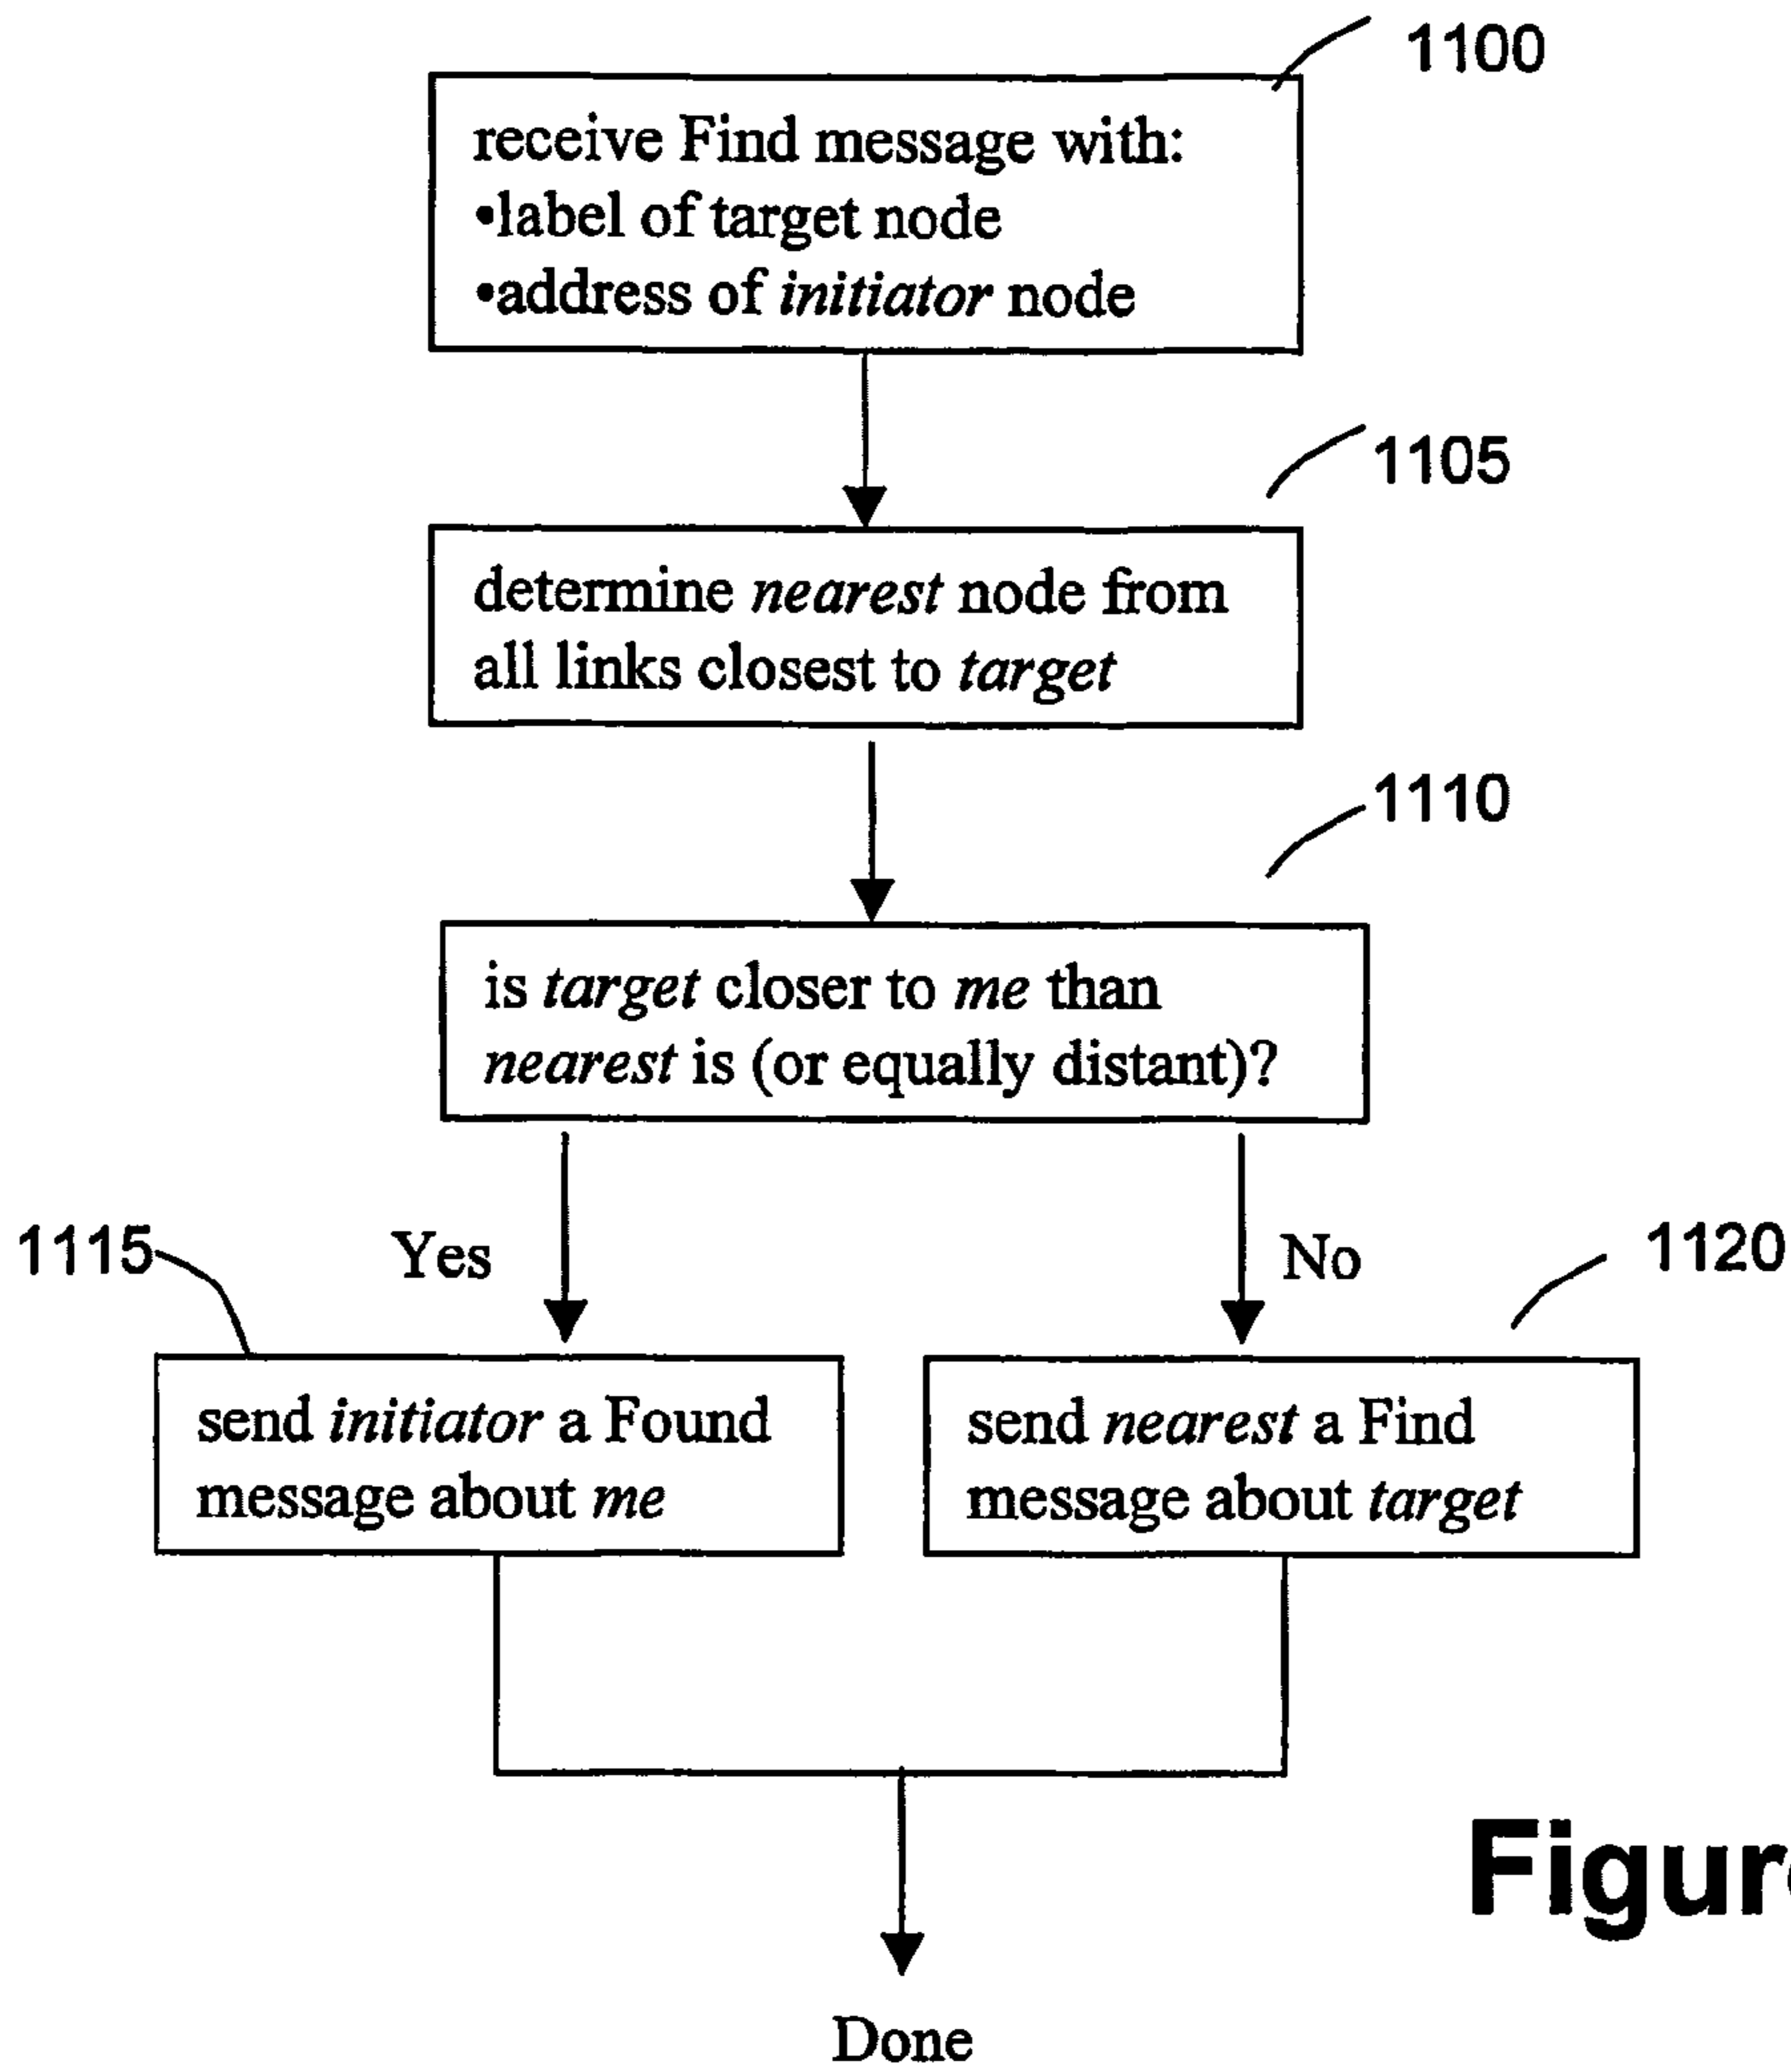 1100
receive Find message with:
•label of target node
•address of initiator node
1105
determine nearest node from
all links closest to target
1110
is target closer to me than
nearest is (or equally distant)?
1115
Yes
No
1120
send initiator a Found
message about me
send nearest a Find
message about target
Done